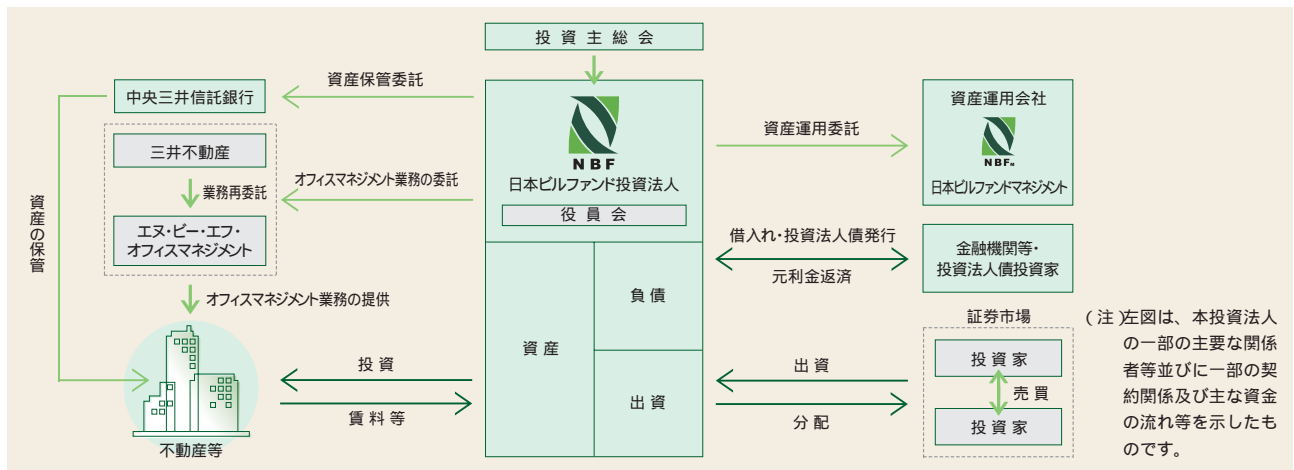 投資主総会
資産保管委託
中央三井信託銀行
三井不動産
業務再委託
エヌ・ビー・エフ・
オフィスマネジメント
オフィスマネジメント業務の委託
資産の保管
オフィスマネジメント業務の提供
不動産等
投資
賃料等
NBF
日本ビルファンド投資法人
役員会
資産
負債
出資
資産運用委託
資産運用会社
NBFM
日本ビルファンドマネジメント
借入れ・投資法人債発行
元利金返済
金融機関等・
投資法人債投資家
証券市場
出資
分配
投資家
売買
投資家
(注)左図は、本投資法人
の一部の主要な関係
者等並びに一部の契
約関係及び主な資金
の流れ等を示したも
のです。